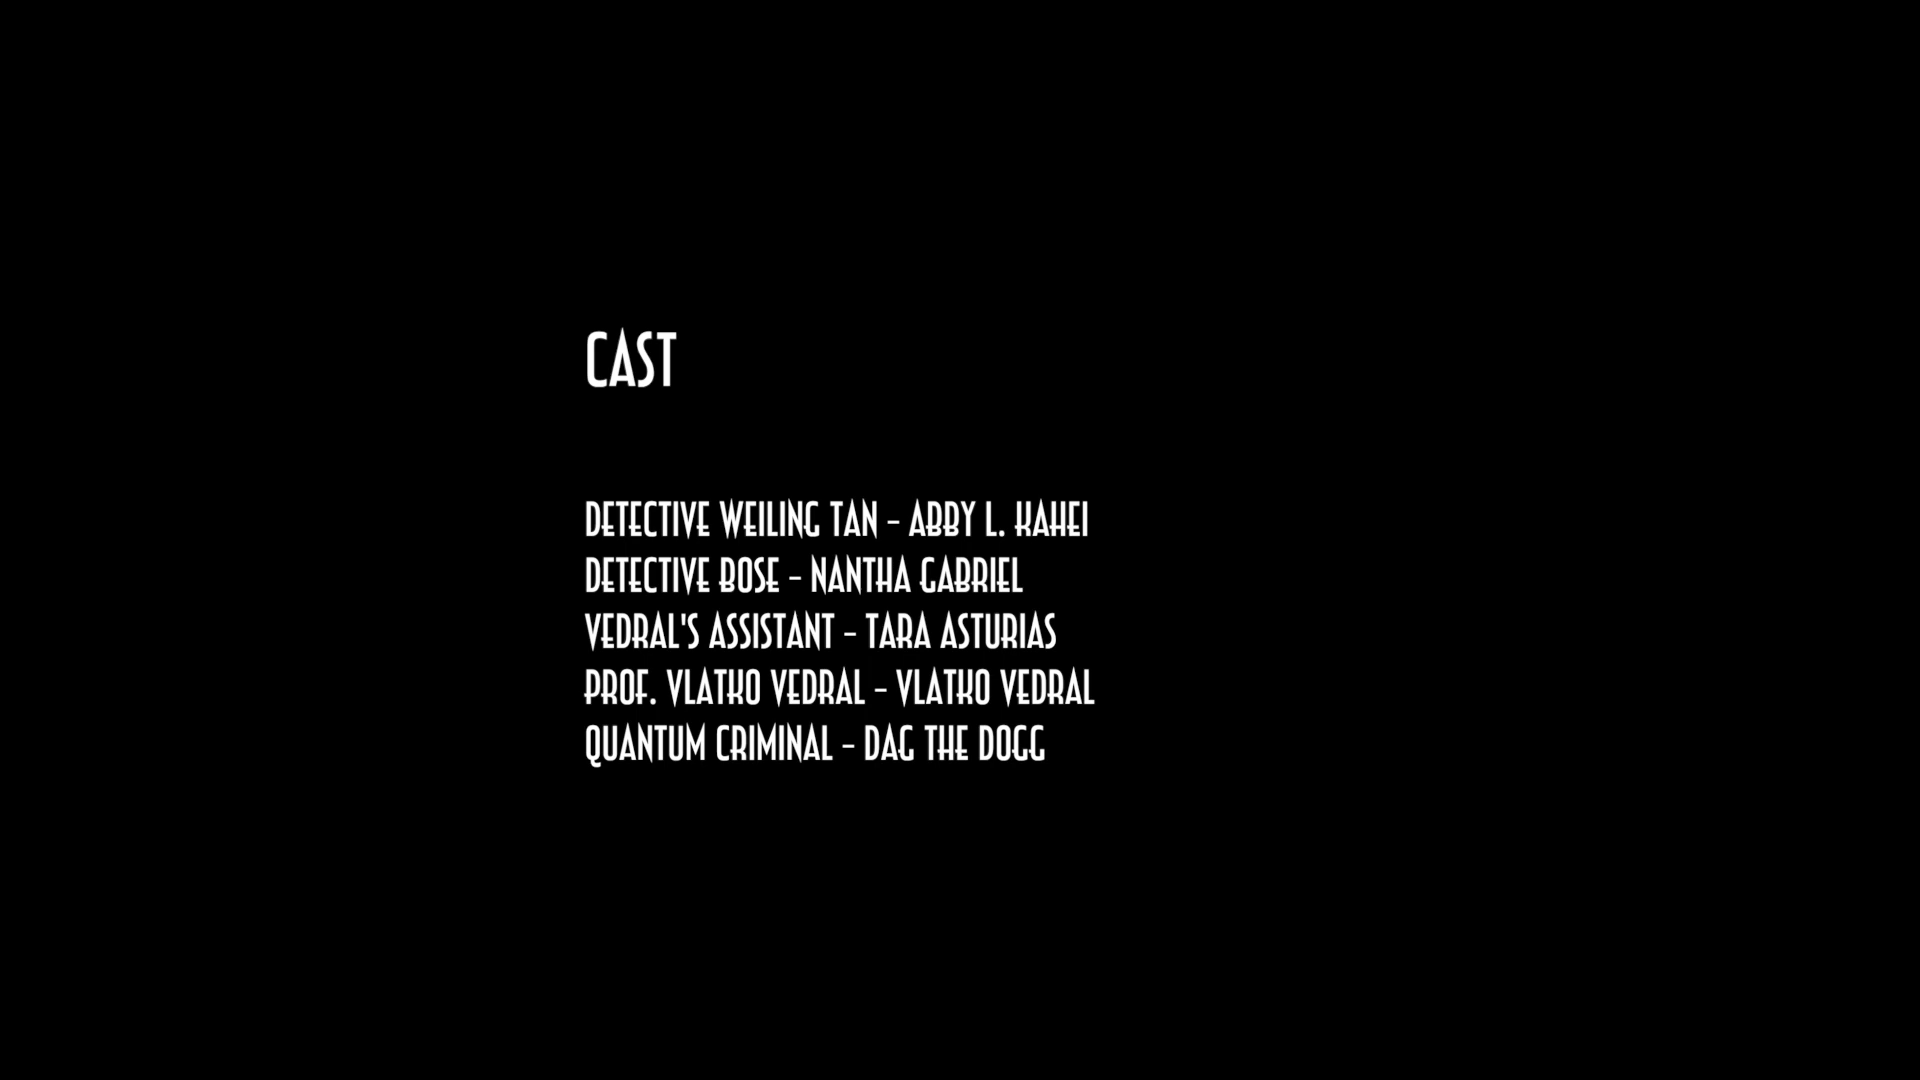 CAST
DETECTIVE WEILING TAN - ABBY L. KAHEI
DETECTIVE BOSE - NANTHA GABRIEL
VEDRAL'S ASSISTANT - TARA ASTURIAS
PROF. VLATKO VEDRAL - VLATKO VEDRAL
QUANTUM CRIMINAL - DAG THE DOGG